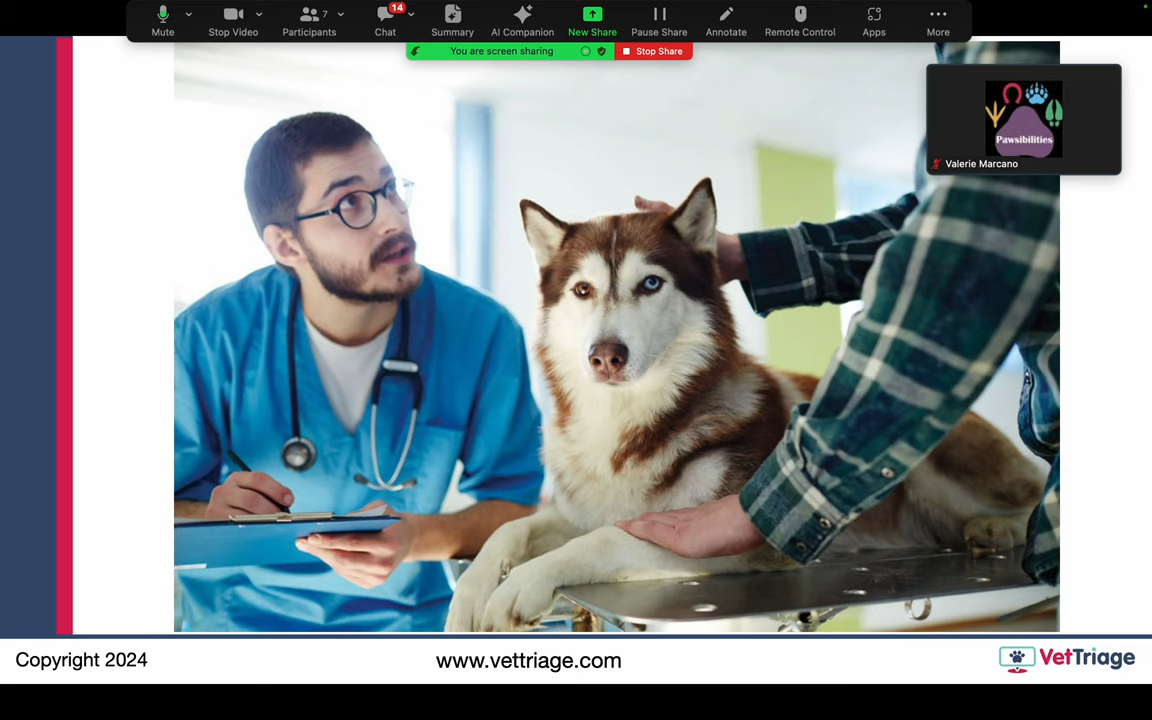 Mute
Stop Video
7
Participants
14
Chat
Summary
AI Companion
New Share
Pause Share
Annotate
Remote Control
Apps
More
You are screen sharing
Stop Share
Pawsibilities
Valerie Marcano
Copyright 2024
www.vettriage.com
VetTriage